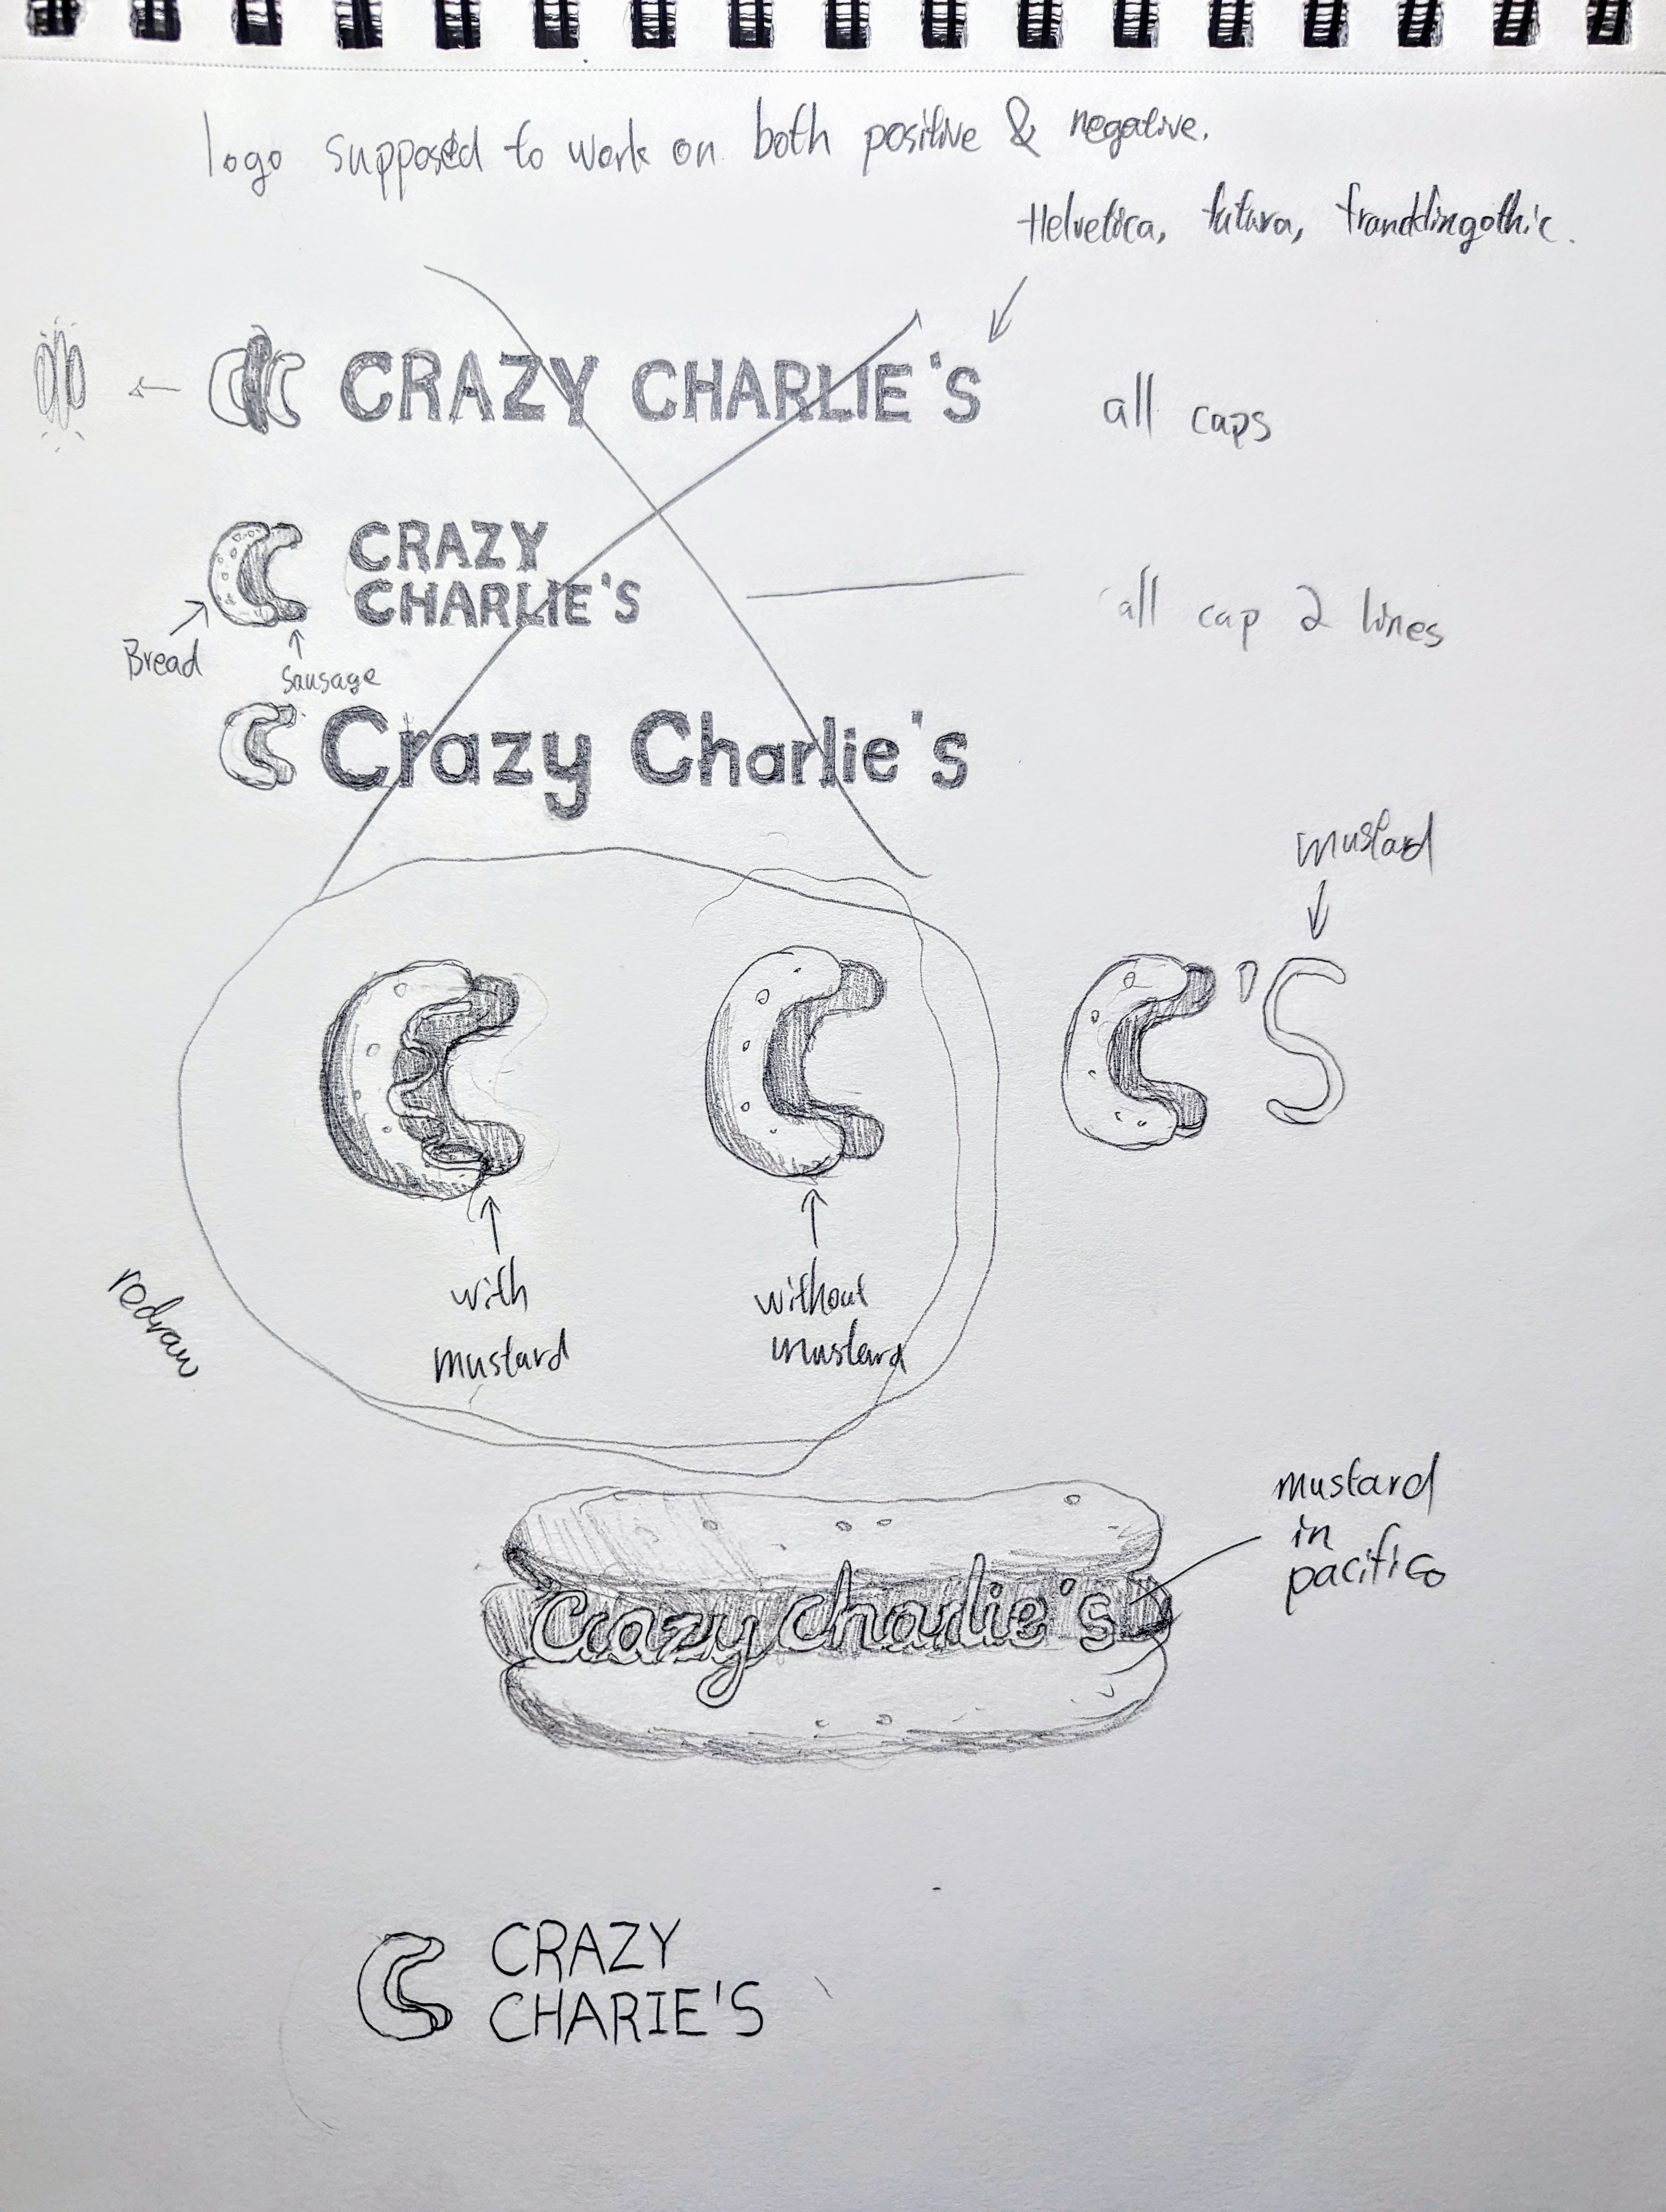 logo supposed to work on both positive & negative.
Helvetica, futura, franklingothic.
CRAZY CHARLIE'S
all caps
CRAZY
CHARLIE'S
all cap 2 lines
Bread
Sausage
Crazy Charlie's
mustard
C'S
with
mustard
without
mustard
redraw
mustard
in
pacifico
Crazy Charlie's
C CRAZY
CHARIE'S